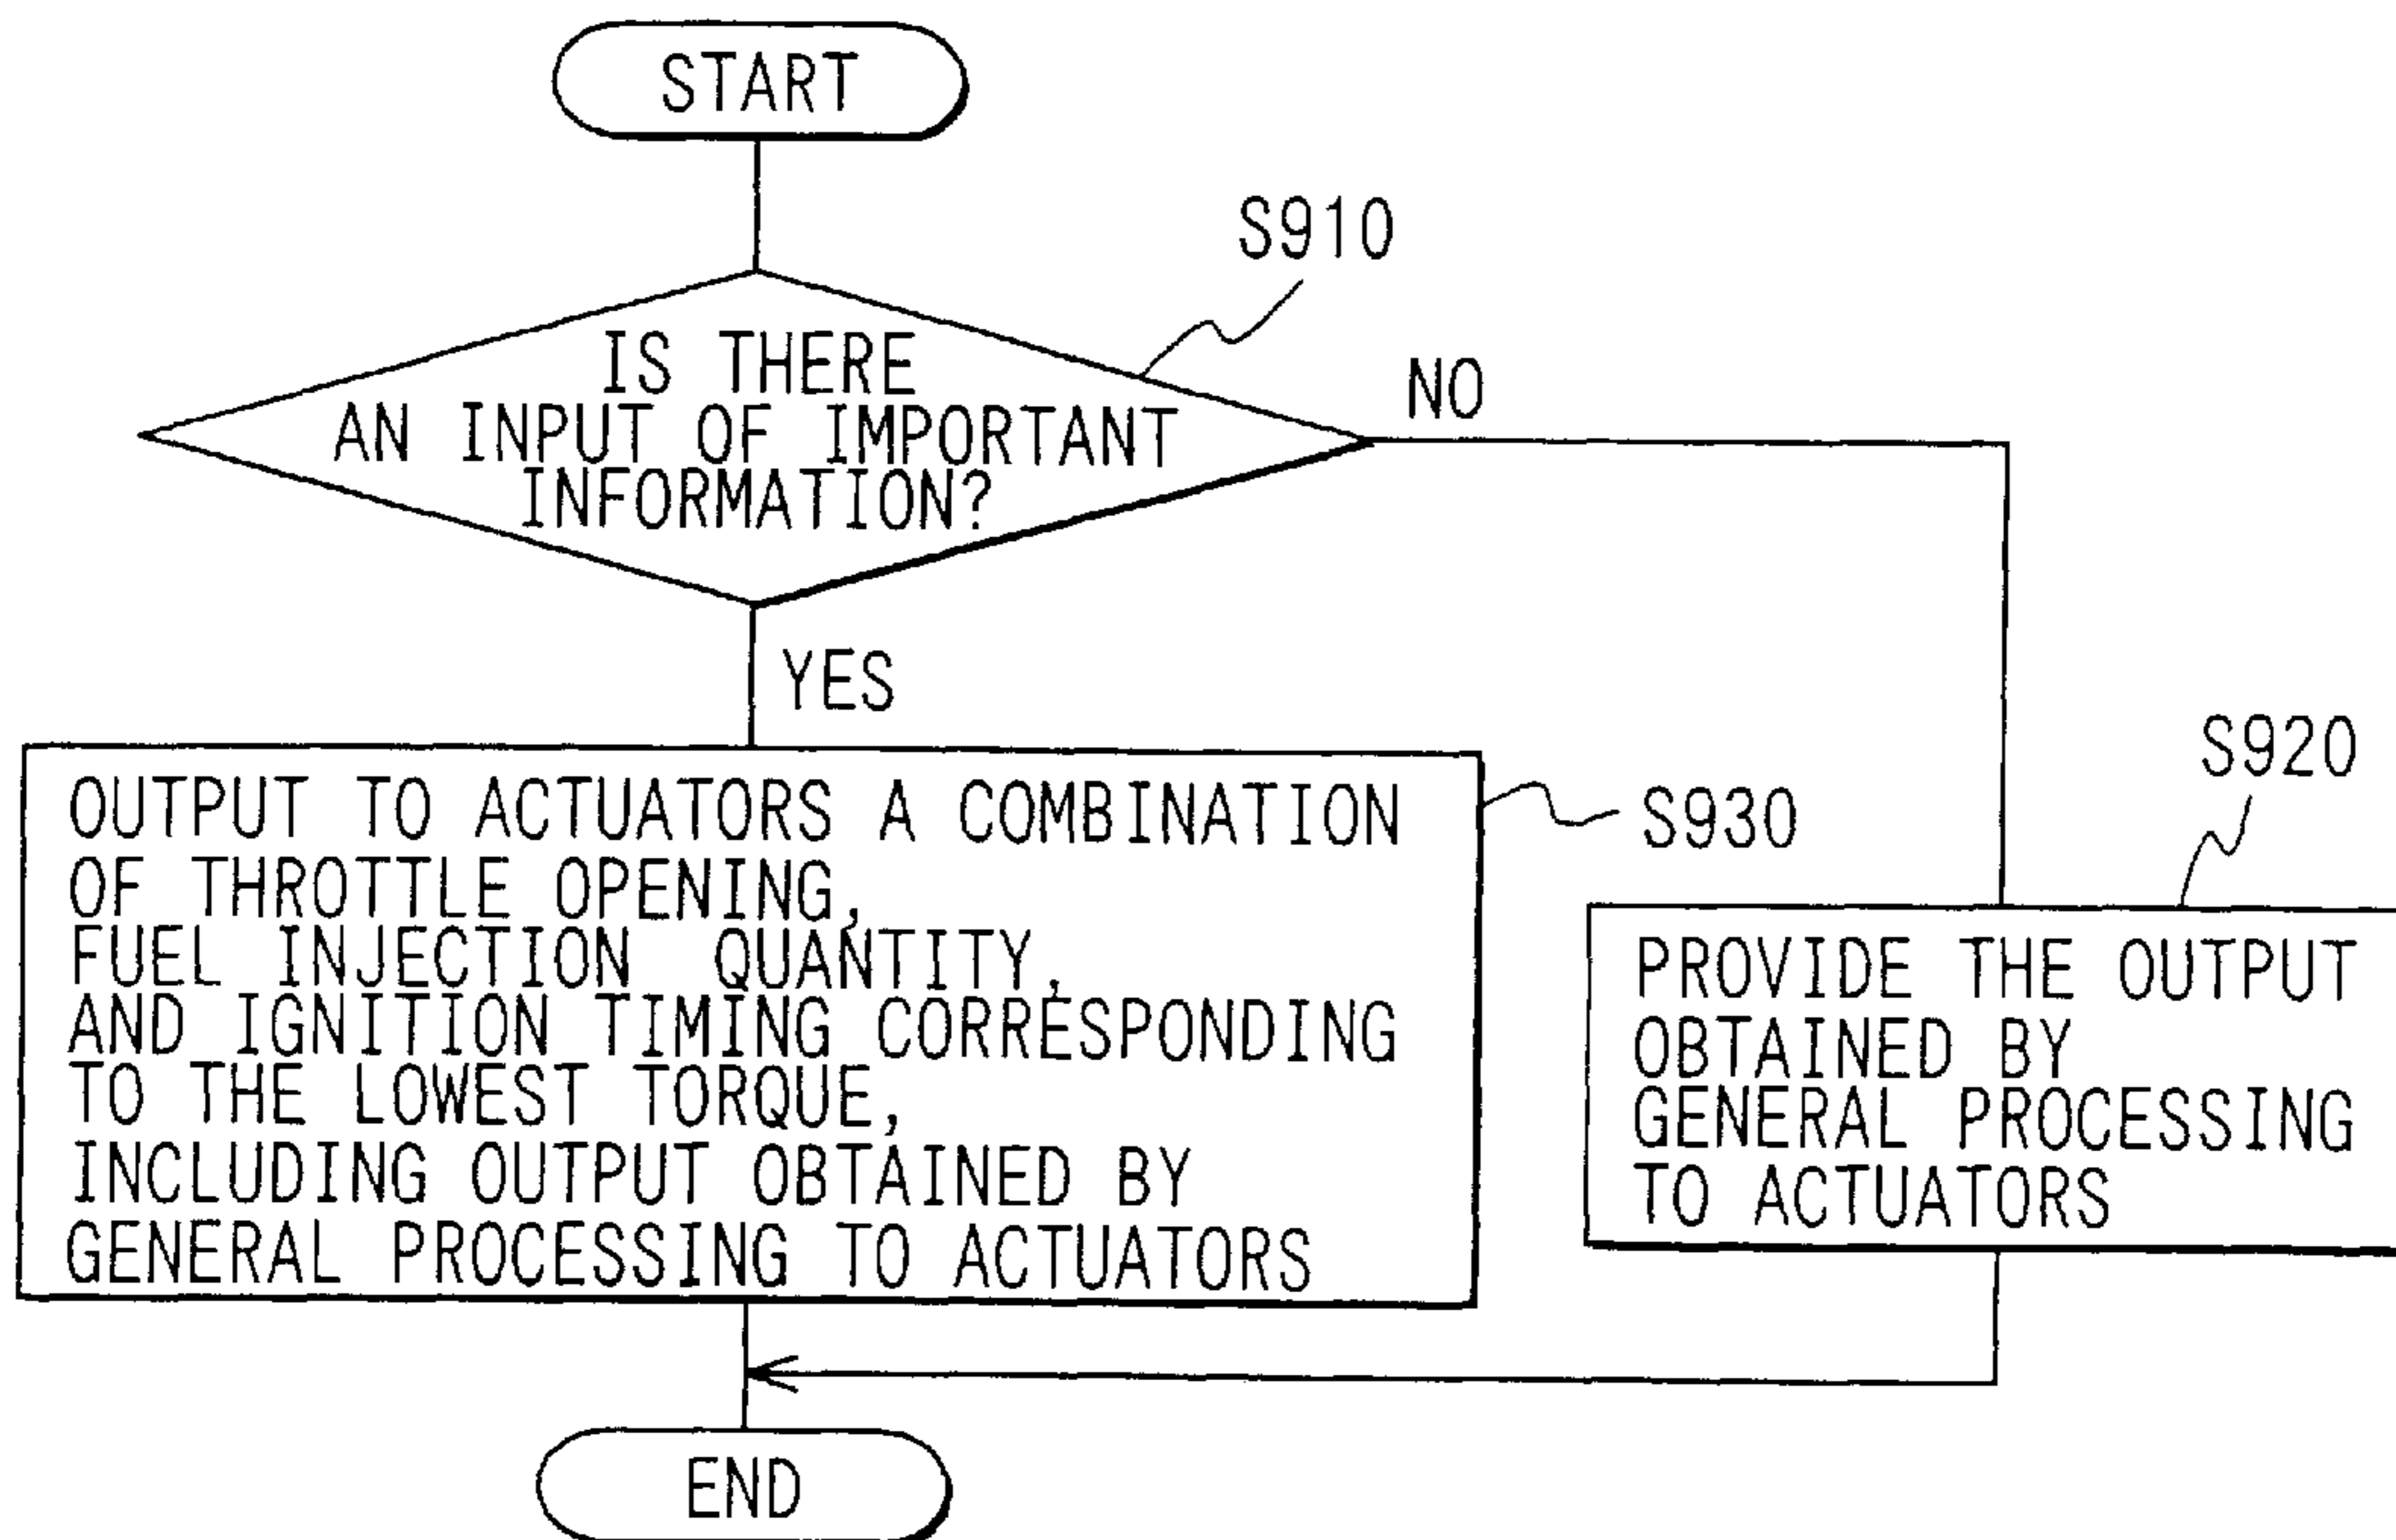 START
S910
IS THERE
AN INPUT OF IMPORTANT
INFORMATION?
NO
YES
OUTPUT TO ACTUATORS A COMBINATION
OF THROTTLE OPENING,
FUEL INJECTION QUANTITY,
AND IGNITION TIMING CORRESPONDING
TO THE LOWEST TORQUE,
INCLUDING OUTPUT OBTAINED BY
GENERAL PROCESSING TO ACTUATORS
S930
S920
PROVIDE THE OUTPUT
OBTAINED BY
GENERAL PROCESSING
TO ACTUATORS
END